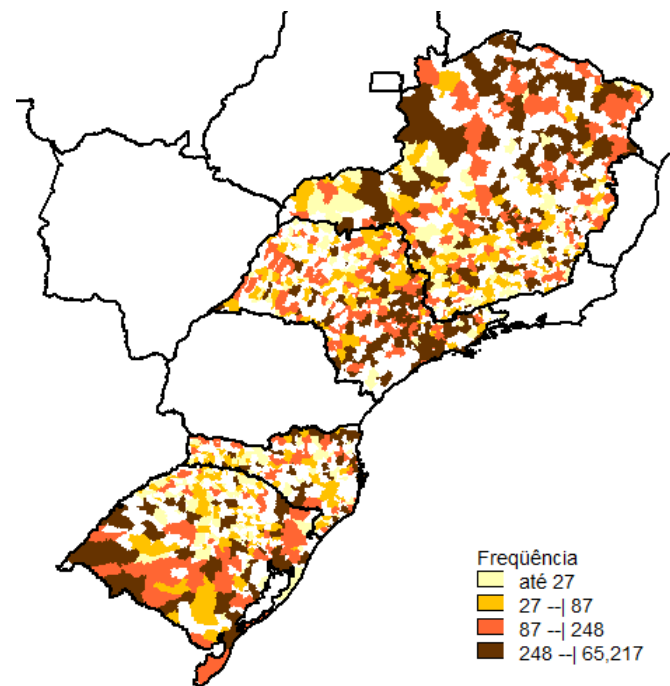 Freqüência
até 27
27 --| 87
87 --| 248
248 --| 65,217